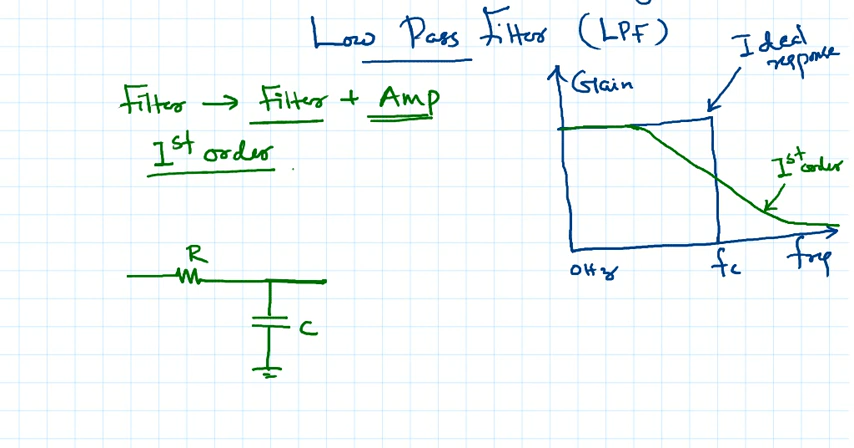 Low Pass Filter (LPF)
Filter → Filter + Amp
1st order
R
C
Gain
Ideal
response
1st order
0Hz
fc
freq